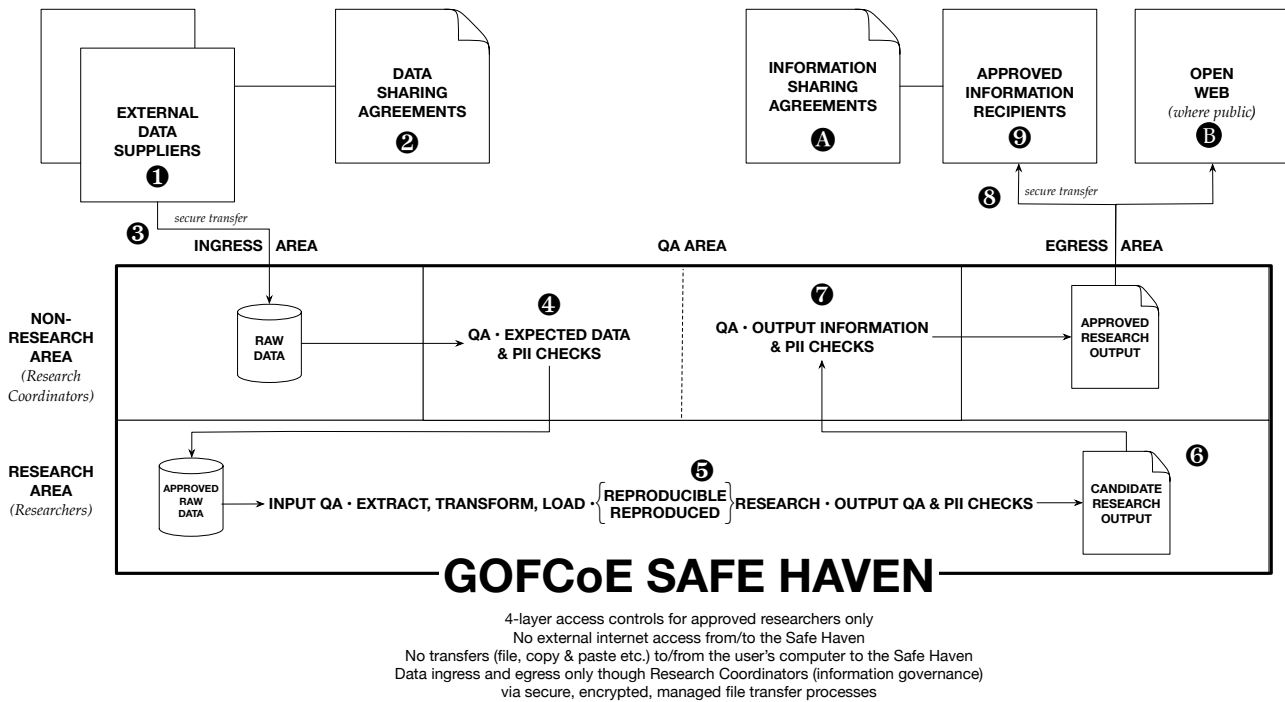 EXTERNAL
DATA
SUPPLIERS
❶
DATA
SHARING
AGREEMENTS
❷
INFORMATION
SHARING
AGREEMENTS
🅐
APPROVED
INFORMATION
RECIPIENTS
❾
OPEN
WEB
(where public)
🅑
❸
secure transfer
❽
secure transfer
INGRESS AREA
QA AREA
EGRESS AREA
NON-
RESEARCH
AREA
(Research
Coordinators)
RAW
DATA
❹
QA · EXPECTED DATA
& PII CHECKS
❼
QA · OUTPUT INFORMATION
& PII CHECKS
APPROVED
RESEARCH
OUTPUT
RESEARCH
AREA
(Researchers)
APPROVED
RAW
DATA
INPUT QA · EXTRACT, TRANSFORM, LOAD ·
❺
{REPRODUCIBLE
REPRODUCED}
RESEARCH · OUTPUT QA & PII CHECKS
❻
CANDIDATE
RESEARCH
OUTPUT
GOFCoE SAFE HAVEN
4-layer access controls for approved researchers only
No external internet access from/to the Safe Haven
No transfers (file, copy & paste etc.) to/from the user's computer to the Safe Haven
Data ingress and egress only though Research Coordinators (information governance)
via secure, encrypted, managed file transfer processes